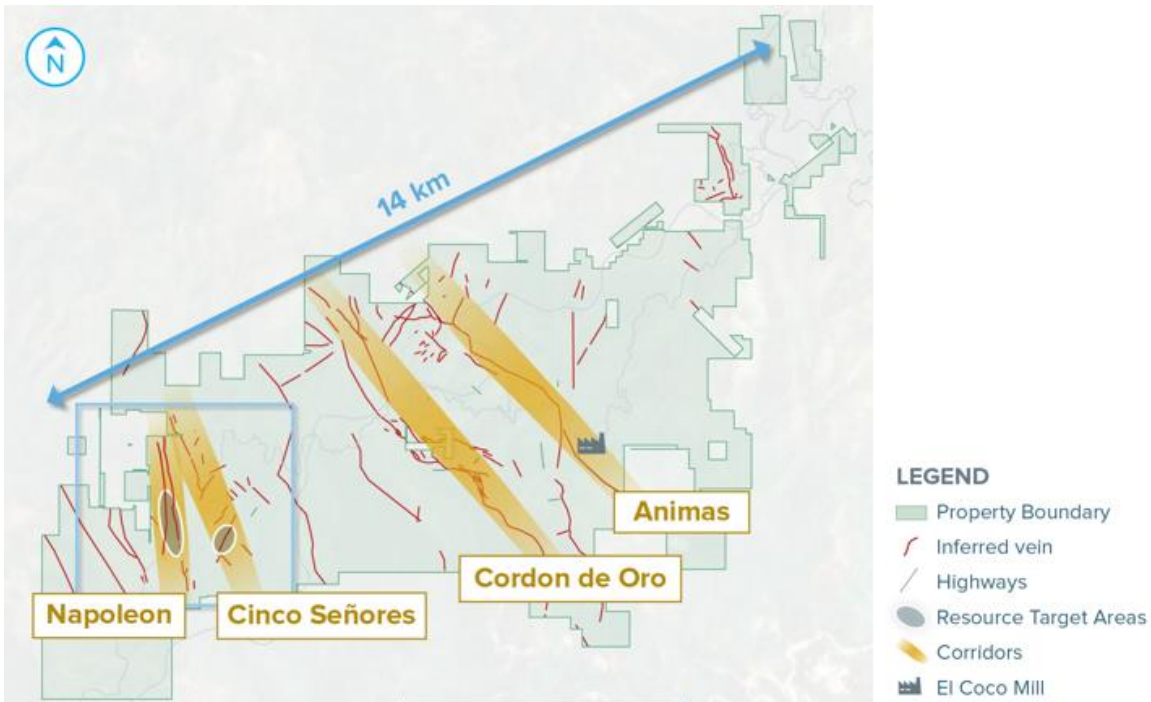 N
14 km
Animas
Cordon de Oro
Napoleon
Cinco Señores
LEGEND
Property Boundary
Inferred vein
Highways
Resource Target Areas
Corridors
El Coco Mill